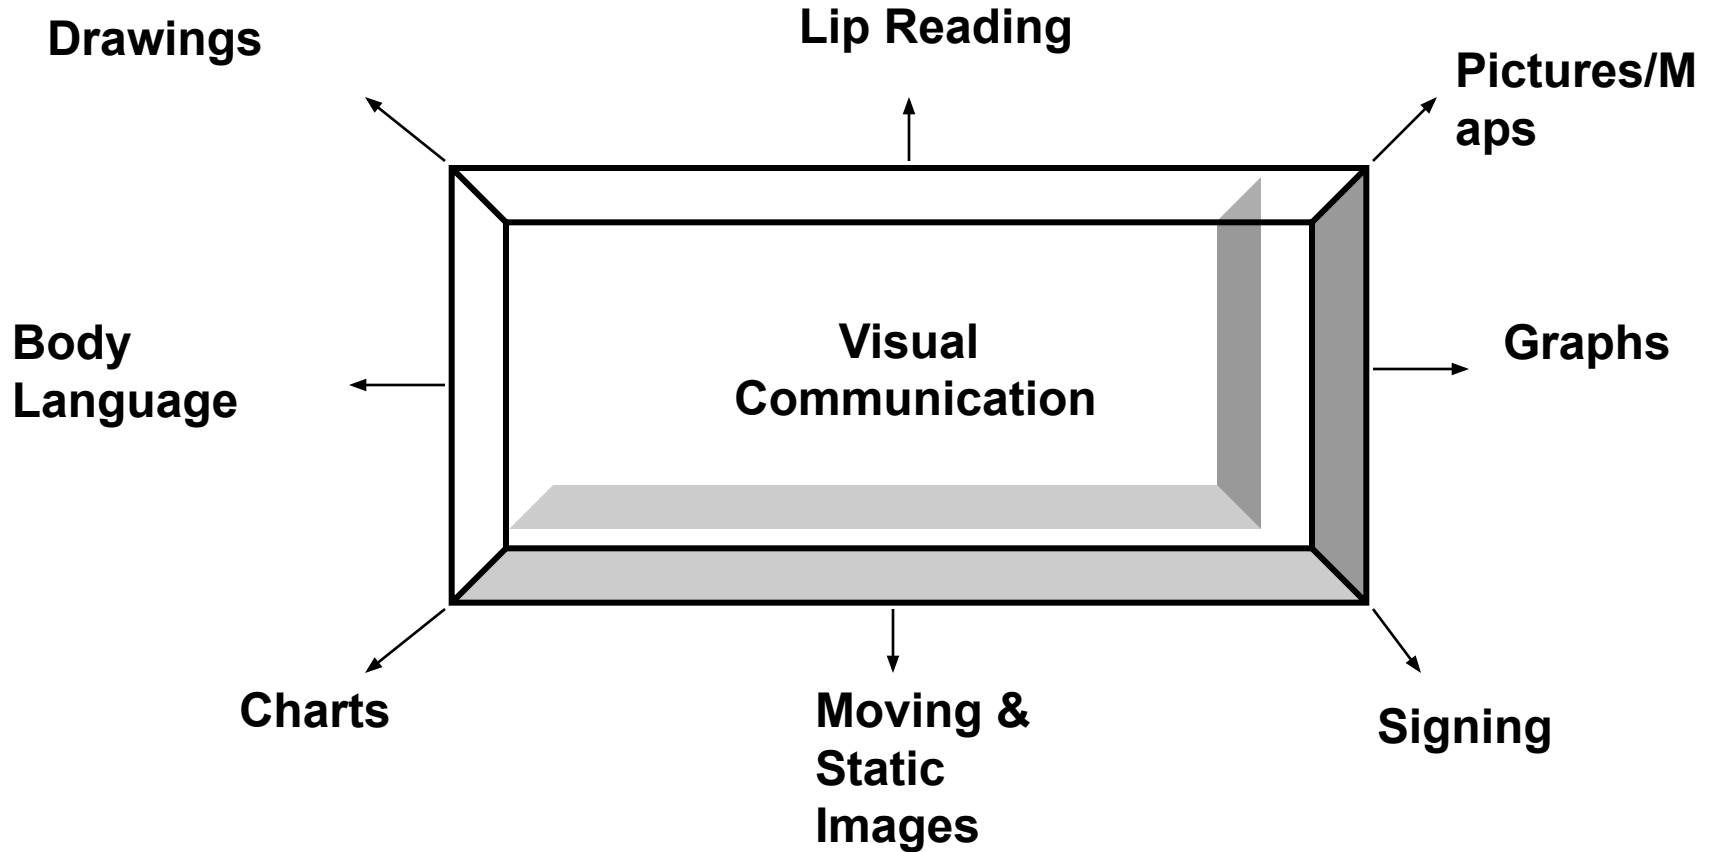 Drawings
Lip Reading
Pictures/M
aps
Body
Language
Visual
Communication
Graphs
Charts
Moving &
Static
Images
Signing